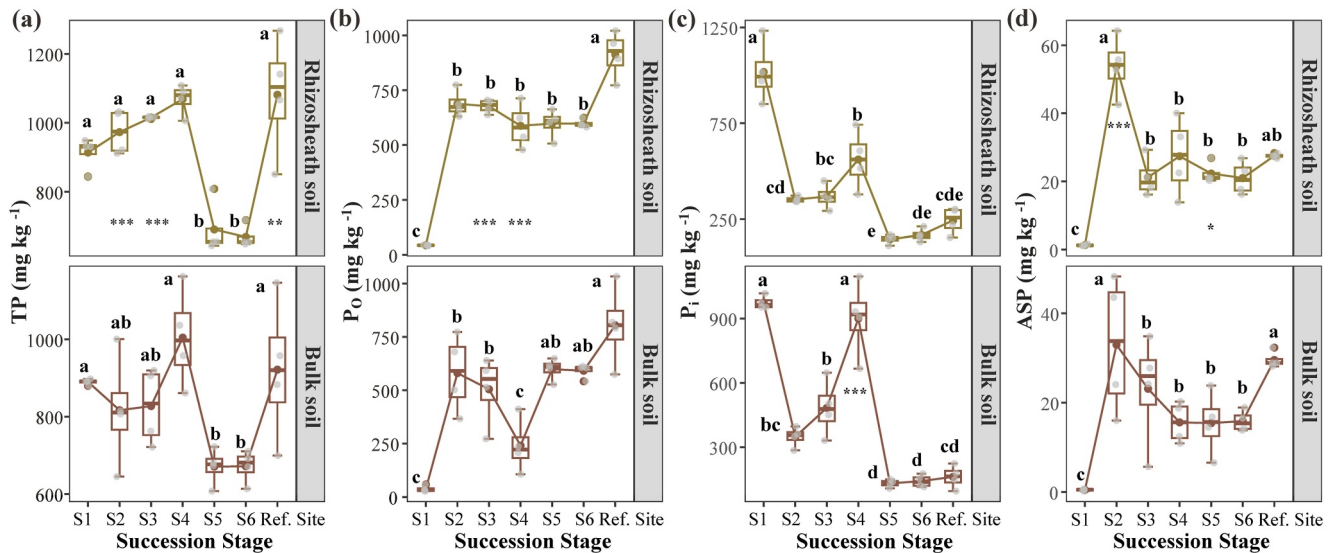 (a)
TP (mg kg -1)
1200
1000
800
a
a
a
a
b
b
a
***
***
**
Rhizosheath soil
1000
800
600
a
ab
ab
a
b
b
a
Bulk soil
S1 S2 S3 S4 S5 S6 Ref. Site
Succession Stage
(b)
PO (mg kg -1)
1000
750
500
250
0
c
b
b
b
b
b
a
***
***
Rhizosheath soil
1000
750
500
250
0
c
b
b
c
ab
ab
a
Bulk soil
S1 S2 S3 S4 S5 S6 Ref. Site
Succession Stage
(c)
Pi (mg kg -1)
1250
750
250
a
cd
bc
b
e
de
cde
Rhizosheath soil
900
600
300
a
bc
b
a
d
d
cd
***
Bulk soil
S1 S2 S3 S4 S5 S6 Ref. Site
Succession Stage
(d)
ASP (mg kg -1)
60
40
20
0
c
a
b
b
b
b
ab
***
*
Rhizosheath soil
40
20
0
c
a
b
b
b
b
a
Bulk soil
S1 S2 S3 S4 S5 S6 Ref. Site
Succession Stage